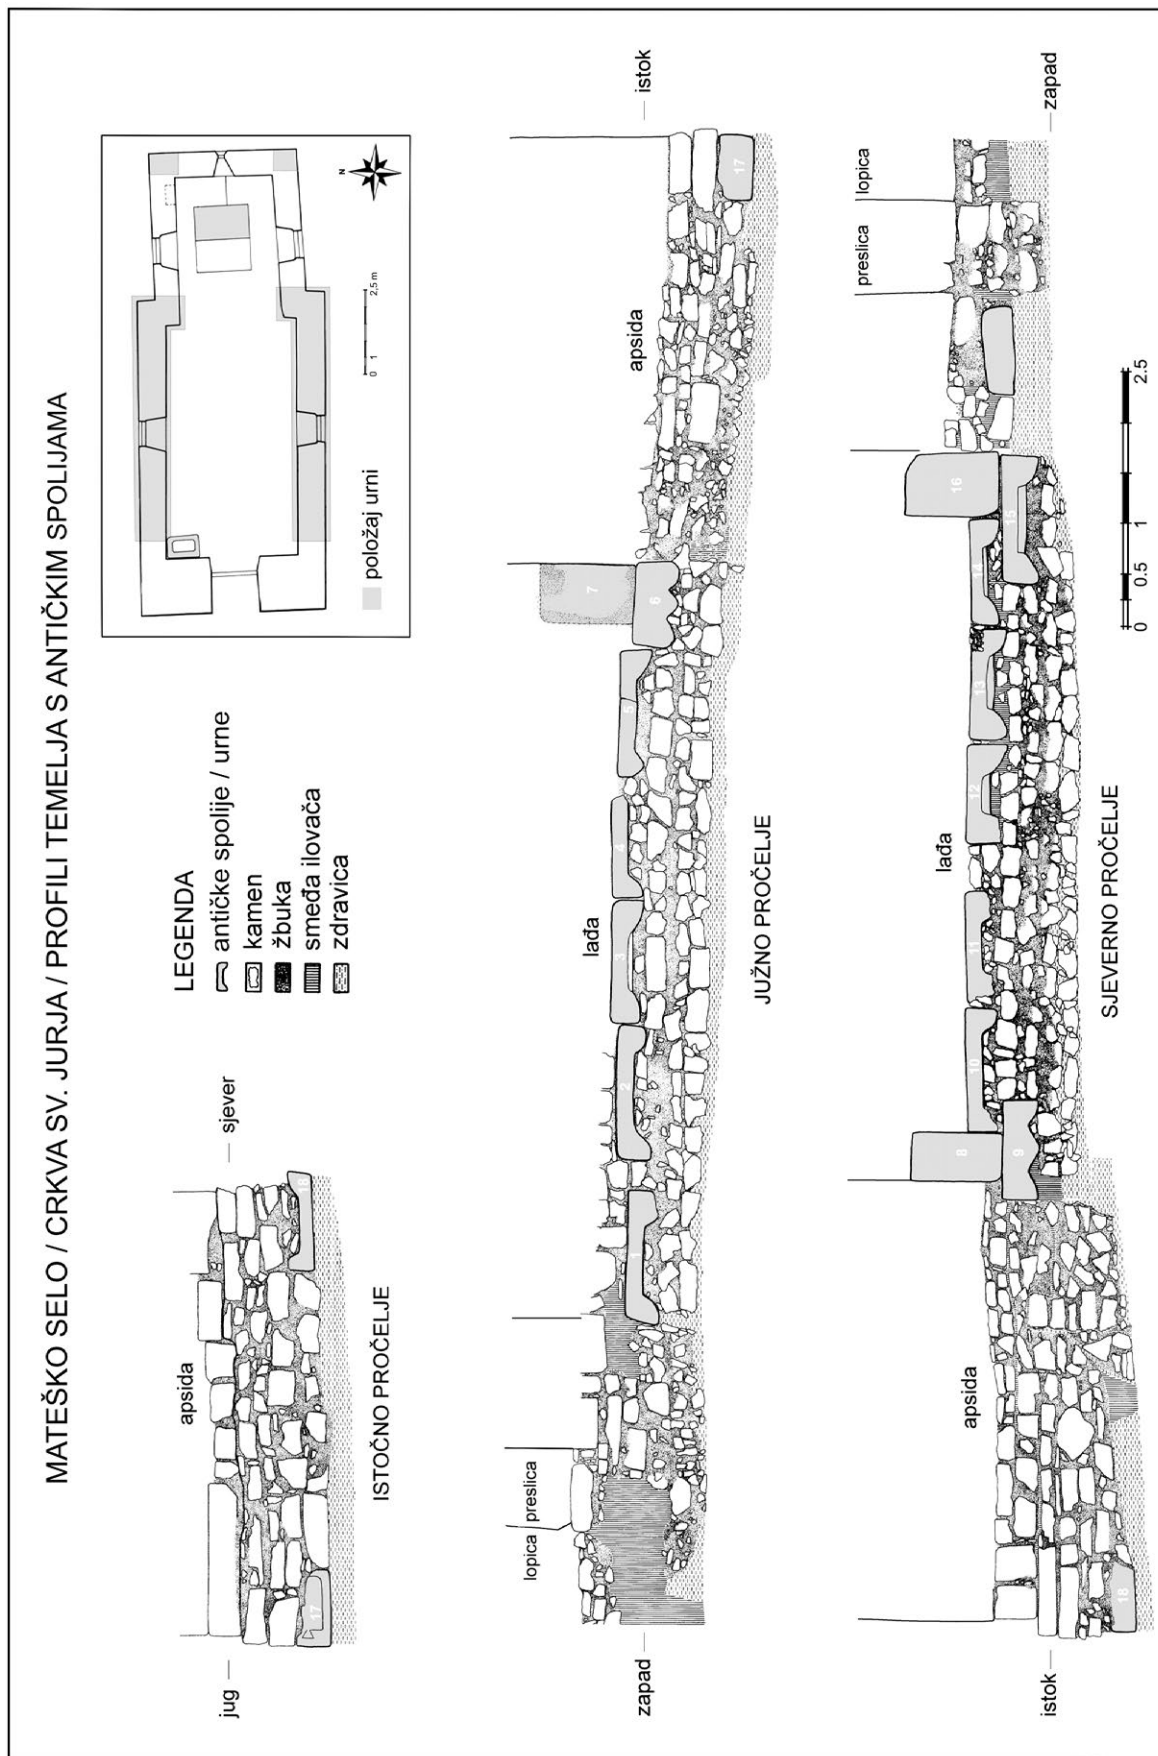 MATEŠKO SELO / CRKVA SV. JURJA / PROFILI TEMELJA S ANTIČKIM SPOLIJAMA
LEGENDA
antičke spolije / urne
kamen
žbuka
smeđa ilovača
zdravica
N
0 1 2,5 m
položaj urni
jug
apsida
sjever
17
18
ISTOČNO PROČELJE
zapad
lopica
preslica
lađa
apsida
istok
1
2
3
4
5
6
7
17
JUŽNO PROČELJE
istok
apsida
lađa
preslica
lopica
zapad
18
8
9
10
11
12
13
14
15
16
SJEVERNO PROČELJE
0 0.5 1 2.5